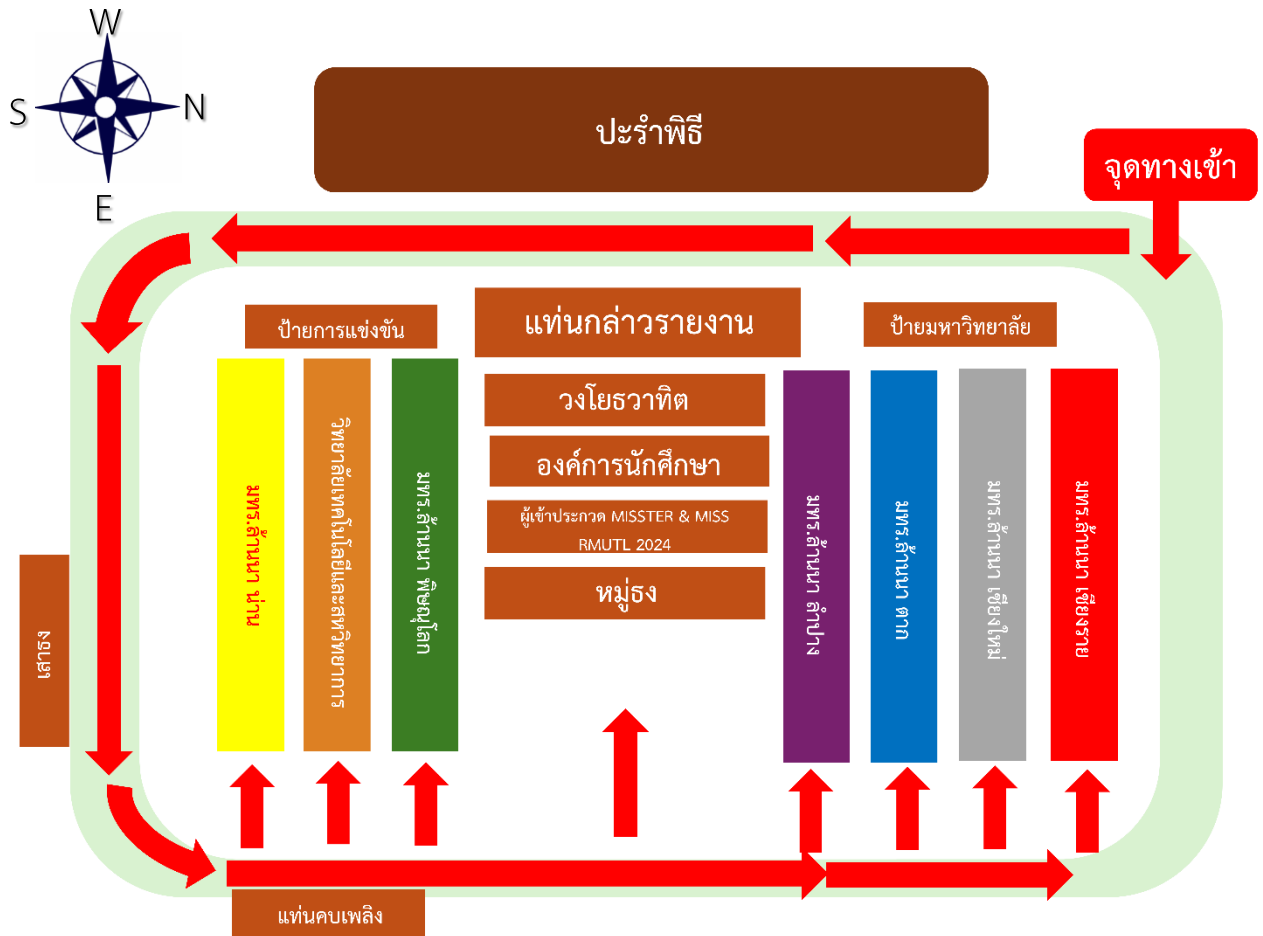 W
S
N
E
ปะรำพิธี
จุดทางเข้า
ป้ายการแข่งขัน
แท่นกล่าวรายงาน
ป้ายมหาวิทยาลัย
วงโยธวาทิต
องค์การนักศึกษา
ผู้เข้าประกวด MISSTER & MISS
RMUTL 2024
หมู่ธง
มทร.ล้านนา น่าน
วิทยาลัยเทคโนโลยีและสหวิทยาการ
มทร.ล้านนา พิษณุโลก
มทร.ล้านนา ลำปาง
มทร.ล้านนา ตาก
มทร.ล้านนา เชียงใหม่
มทร.ล้านนา เชียงราย
เสาธง
แท่นคบเพลิง